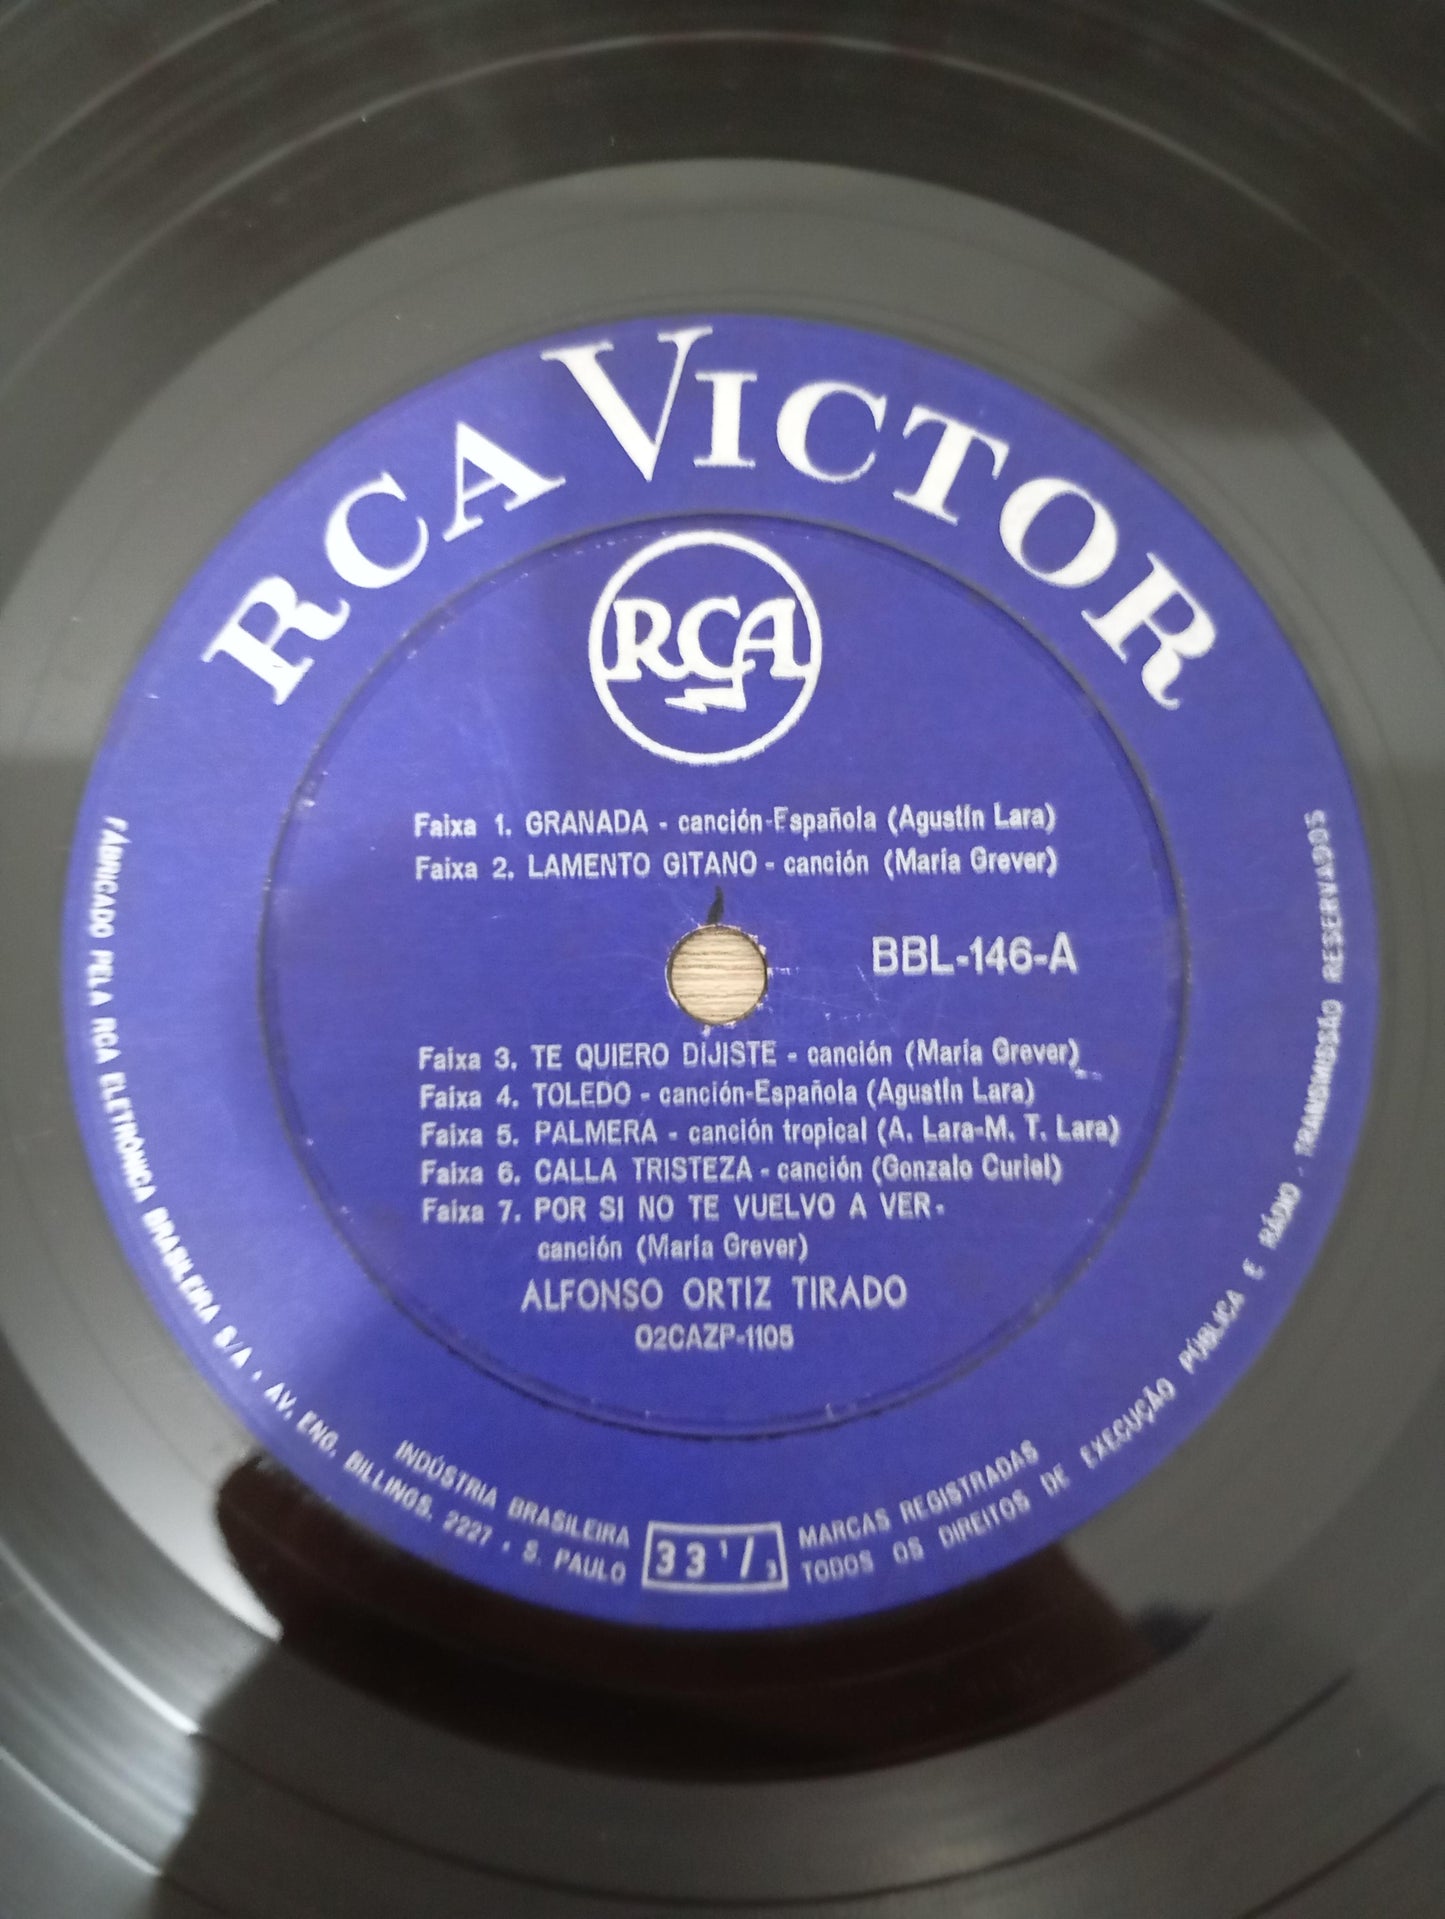 RCA VICTOR
RCA
Faixa 1. GRANADA - canción-Española (Agustín Lara)
Faixa 2. LAMENTO GITANO - canción (María Grever)
BBL-146-A
Faixa 3. TE QUIERO DIJISTE - canción (María Grever)
Faixa 4. TOLEDO - canción-Española (Agustín Lara)
Faixa 5. PALMERA - canción tropical (A. Lara-M. T. Lara)
Faixa 6. CALLA TRISTEZA - canción (Gonzalo Curiel)
Faixa 7. POR SI NO TE VUELVO A VER-
canción (María Grever)
ALFONSO ORTIZ TIRADO
02CAZP-1105
FABRICADO PELA RCA ELETRÔNICA BRASILEIRA S/A · AV. ENG. BILLINGS, 2227 · S. PAULO
INDÚSTRIA BRASILEIRA
33 1/3
MARCAS REGISTRADAS
TODOS OS DIREITOS DE EXECUÇÃO PÚBLICA E RÁDIO - TRANSMISSÃO RESERVADOS